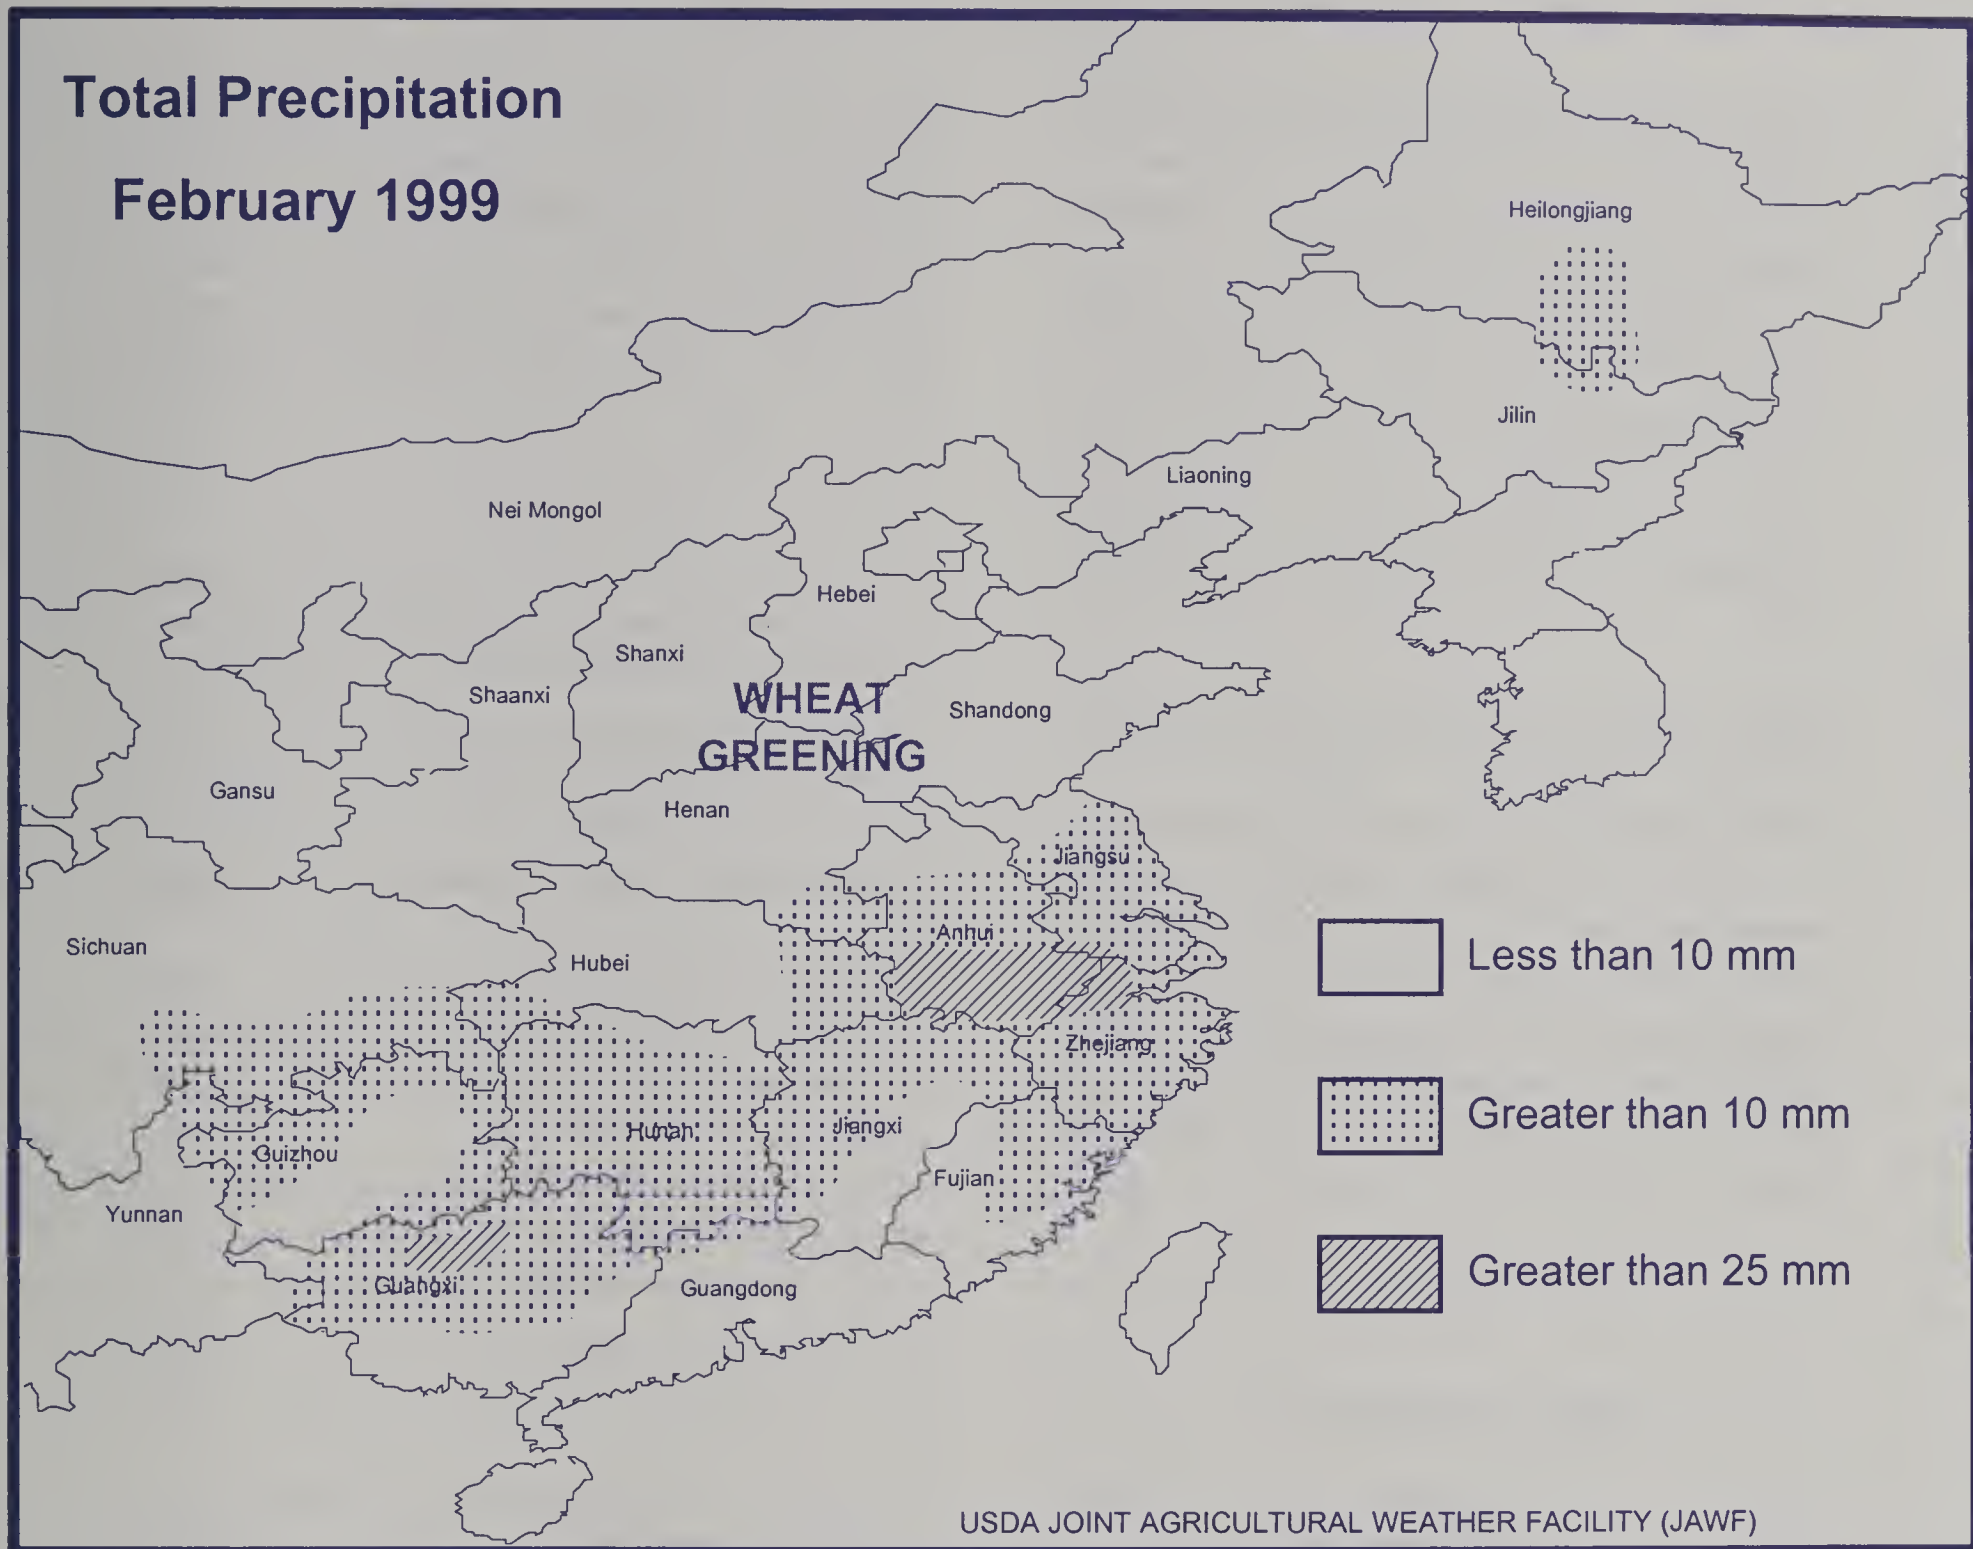 Total Precipitation
February 1999
Heilongjiang
Jilin
Liaoning
Nei Mongol
Hebei
Shanxi
Shaanxi
WHEAT
GREENING
Shandong
Gansu
Henan
Jiangsu
Anhui
Sichuan
Hubei
Less than 10 mm
Zhejiang
Greater than 10 mm
Hunan
Jiangxi
Guizhou
Fujian
Yunnan
Greater than 25 mm
Guangxi
Guangdong
USDA JOINT AGRICULTURAL WEATHER FACILITY (JAWF)